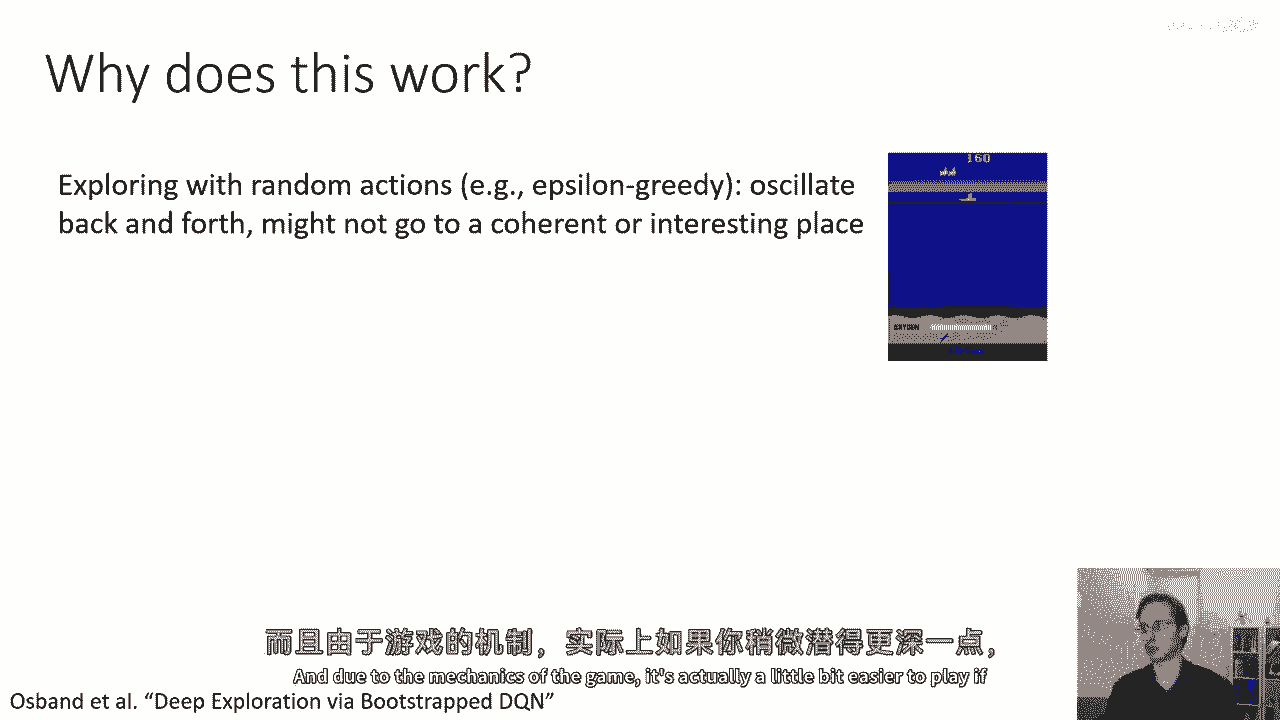 Why does this work?
Exploring with random actions (e.g., epsilon-greedy): oscillate
back and forth, might not go to a coherent or interesting place
160
OXYGEN
而且由于游戏的机制，实际上如果你稍微潜得更深一点，
And due to the mechanics of the game, it's actually a little bit easier to play if
Osband et al. “Deep Exploration via Bootstrapped DQN”